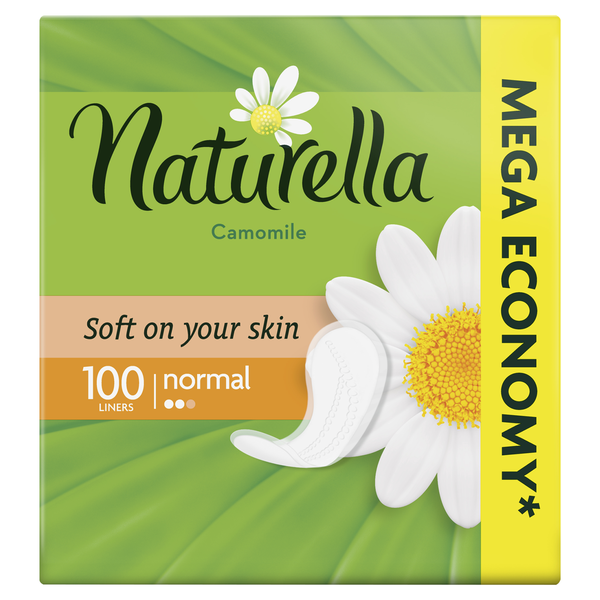 Naturella
Camomile
Soft on your skin
100
LINERS
normal
MEGA ECONOMY*